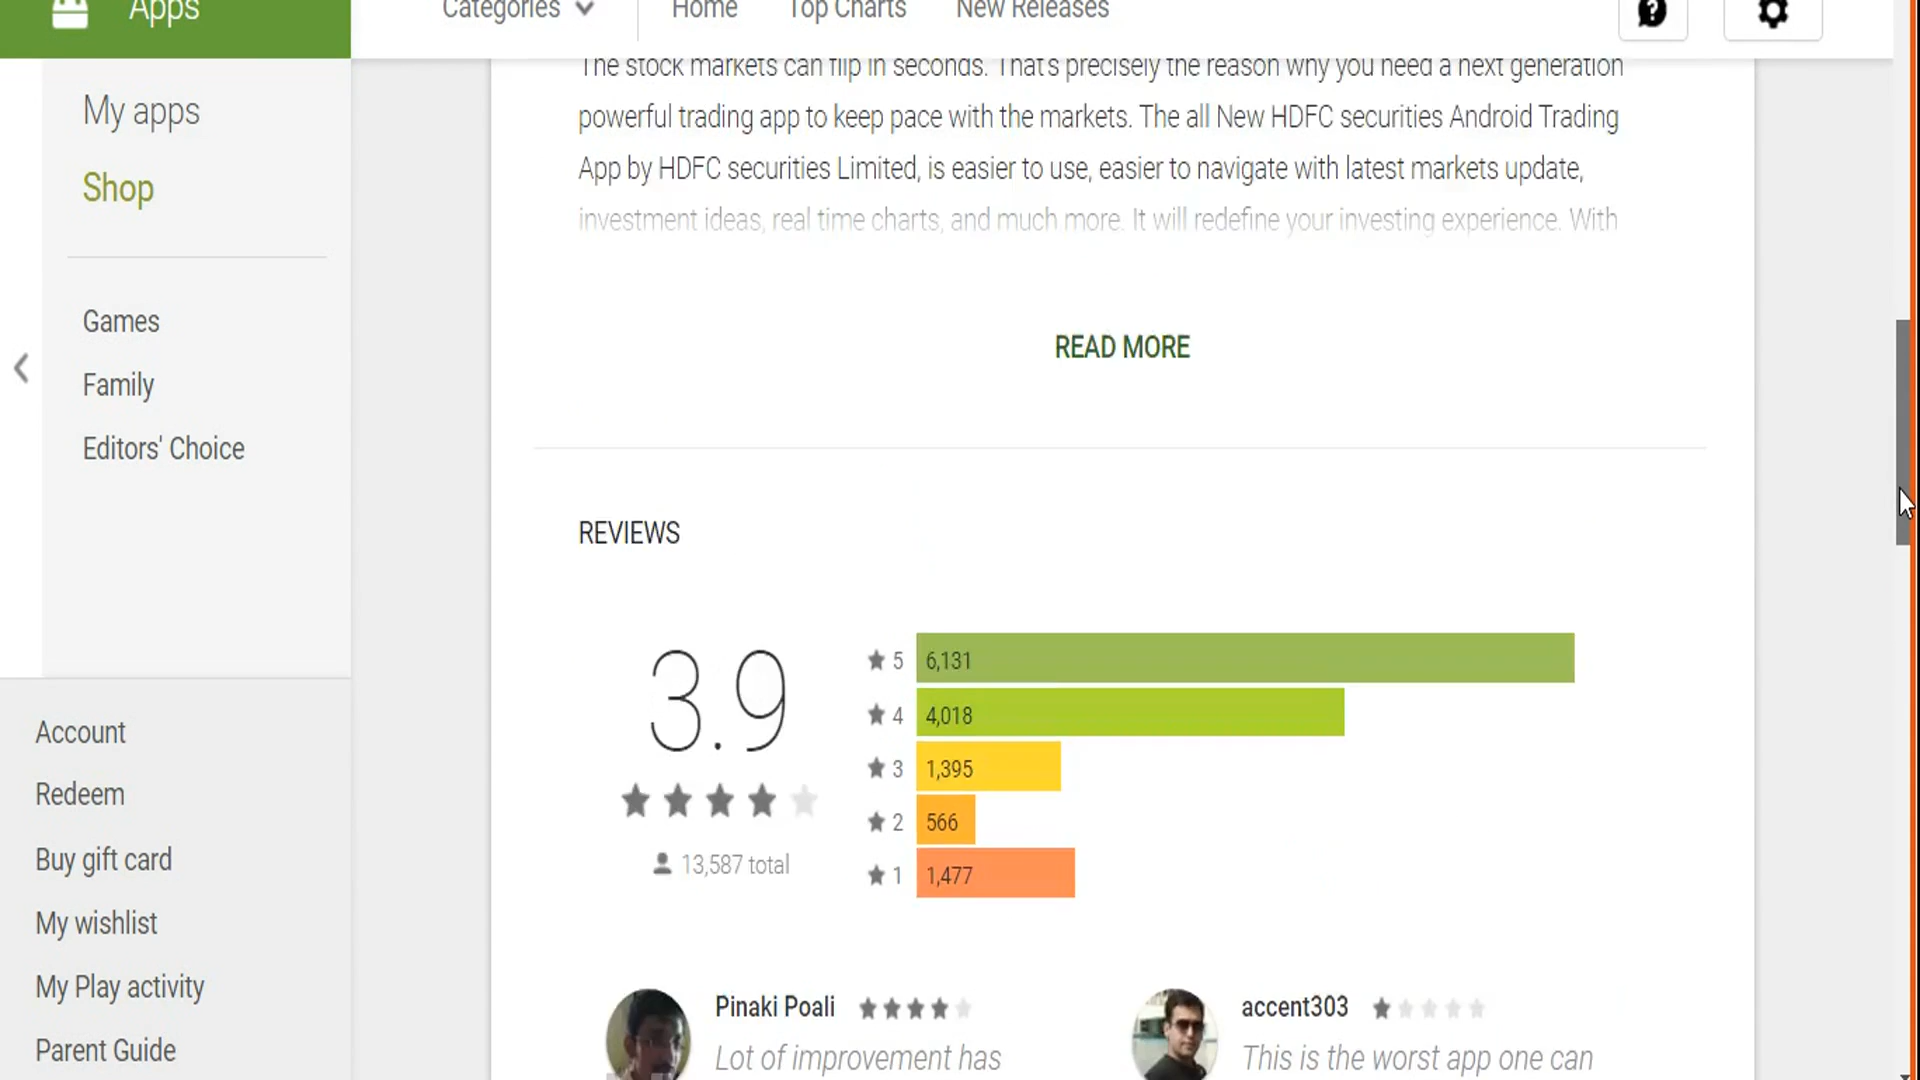 Apps
Categories
Home
Top Charts
New Releases
My apps
Shop
Games
Family
Editors' Choice
Account
Redeem
Buy gift card
My wishlist
My Play activity
Parent Guide
The stock markets can flip in seconds. That's precisely the reason why you need a next generation
powerful trading app to keep pace with the markets. The all New HDFC securities Android Trading
App by HDFC securities Limited, is easier to use, easier to navigate with latest markets update,
investment ideas, real time charts, and much more. It will redefine your investing experience. With
READ MORE
REVIEWS
3.9
13,587 total
5 6,131
4 4,018
3 1,395
2 566
1 1,477
Pinaki Poali
Lot of improvement has
accent303
This is the worst app one can